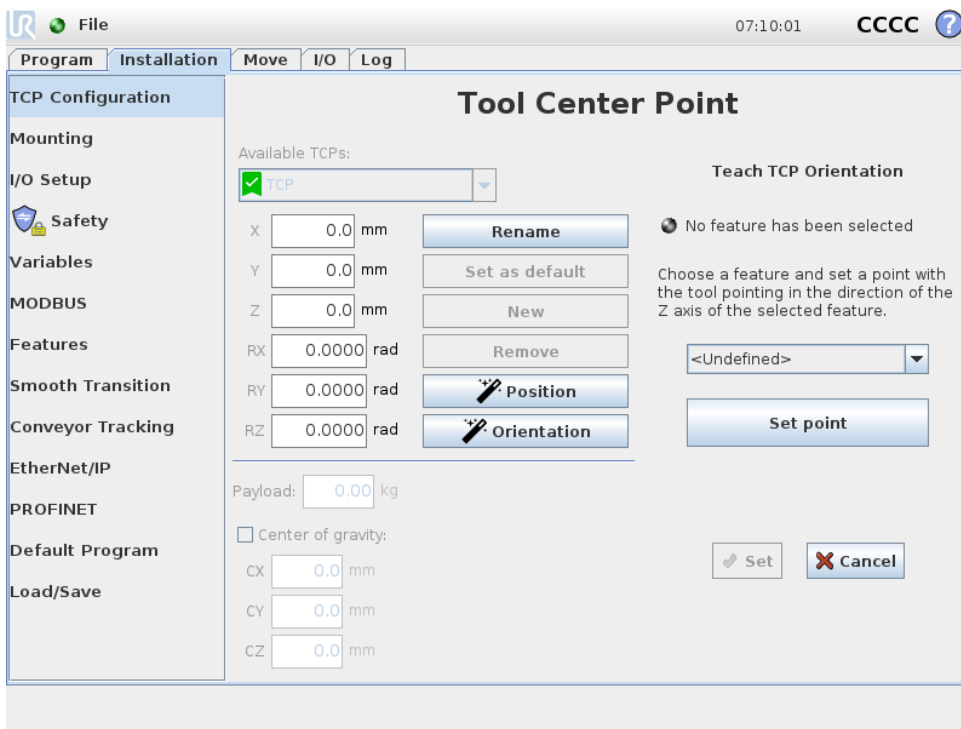 UR File 07:10:01 CCCC ?
Program Installation Move I/O Log
TCP Configuration
Mounting
I/O Setup
Safety
Variables
MODBUS
Features
Smooth Transition
Conveyor Tracking
EtherNet/IP
PROFINET
Default Program
Load/Save
Tool Center Point
Available TCPs:
TCP
X 0.0 mm Rename
Y 0.0 mm Set as default
Z 0.0 mm New
RX 0.0000 rad Remove
RY 0.0000 rad Position
RZ 0.0000 rad Orientation
Payload: 0.00 kg
Center of gravity:
CX 0.0 mm
CY 0.0 mm
CZ 0.0 mm
Teach TCP Orientation
No feature has been selected
Choose a feature and set a point with
the tool pointing in the direction of the
Z axis of the selected feature.
<Undefined>
Set point
Set Cancel